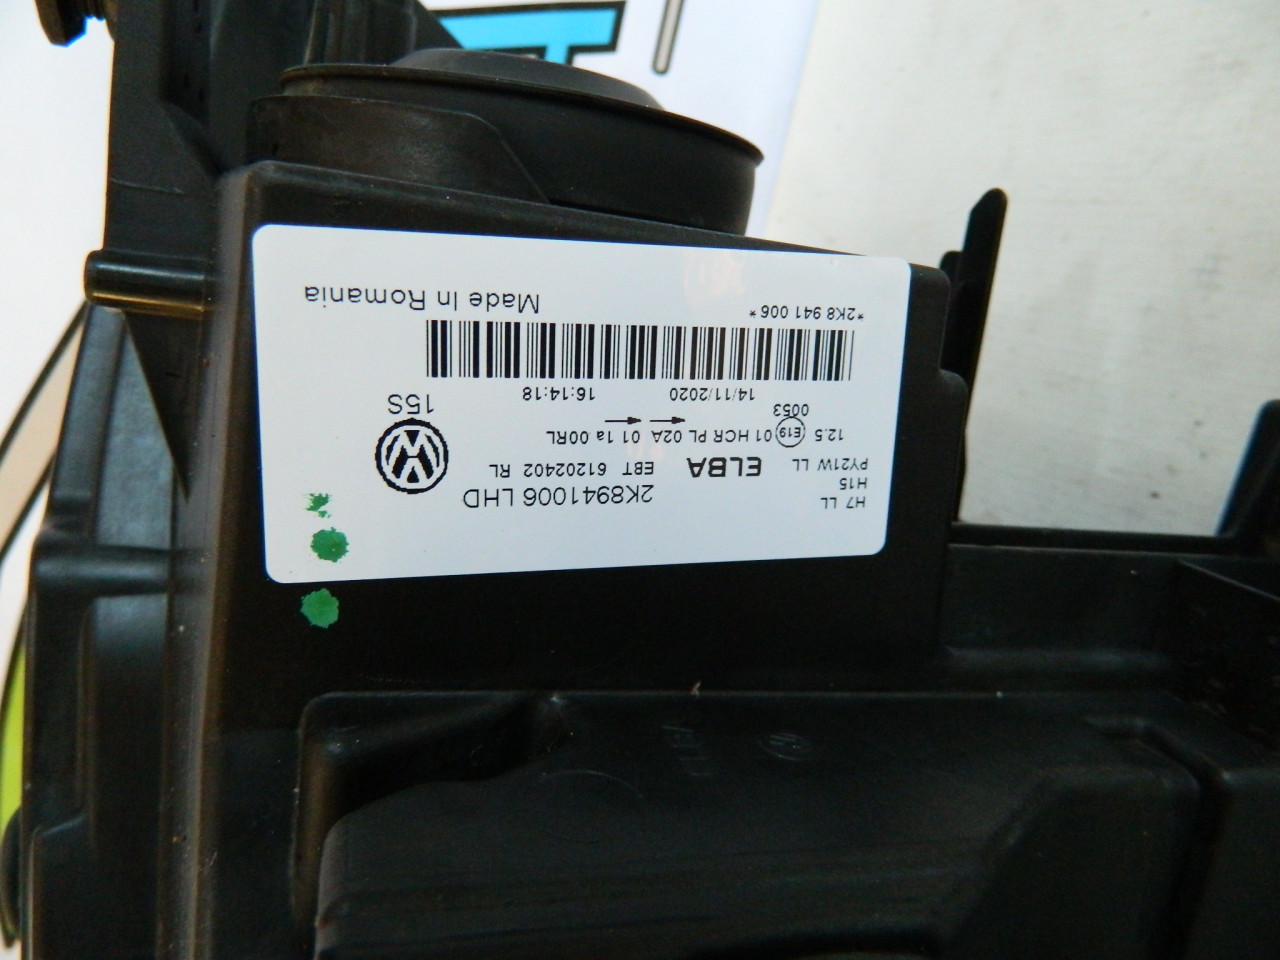 H7 LL
H15
PY21W LL
2K8941006 LHD
ELBA EBT 61202402 RL
12.5 E19 01 HCR PL 02A 01 1a 00RL
0053
15S
14/11/2020 16:14:18
*2K8 941 006*
Made In Romania